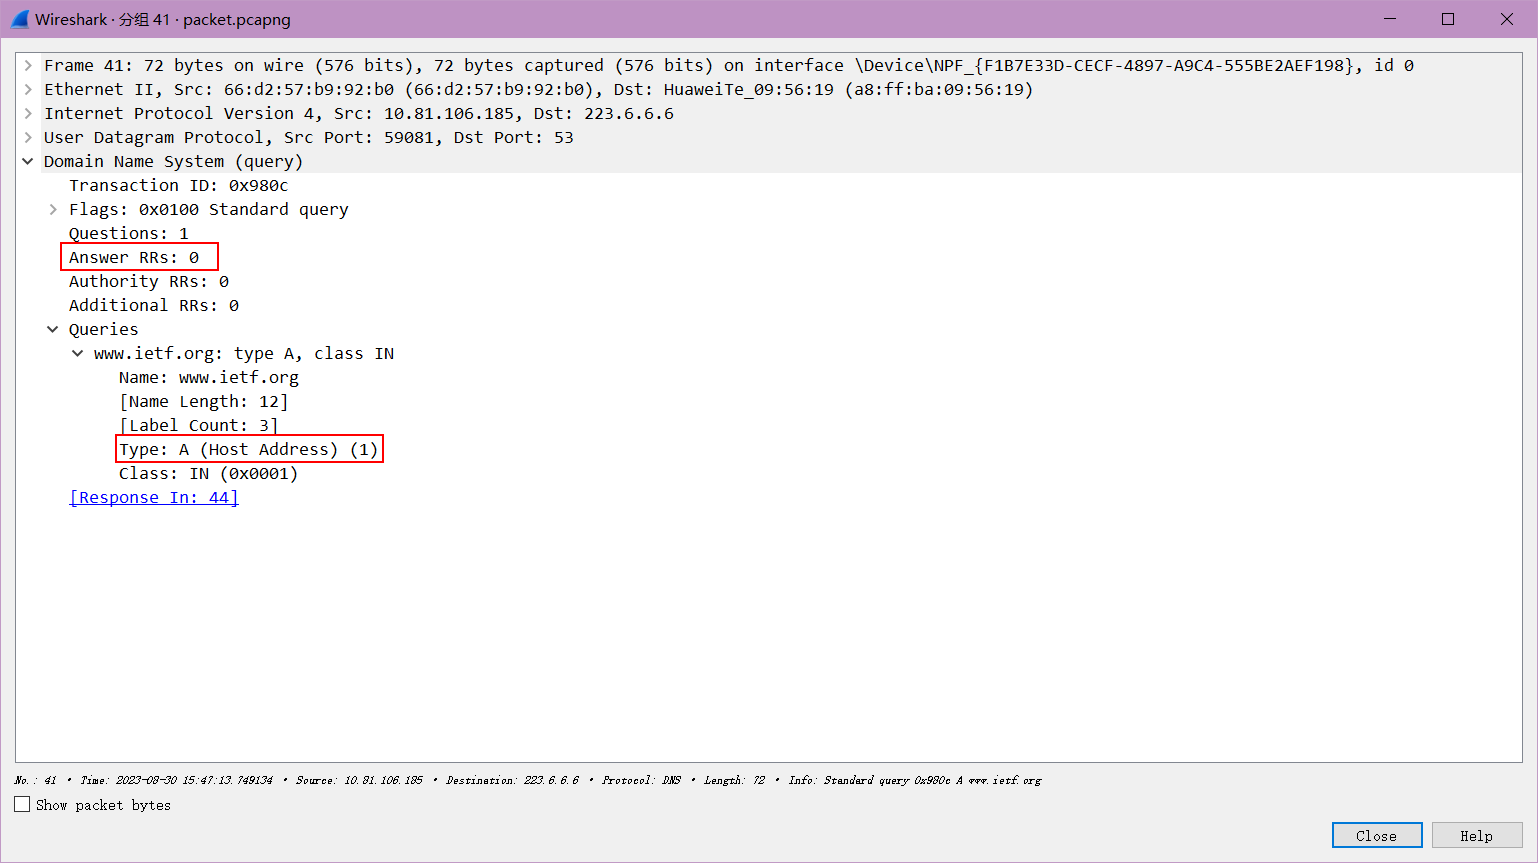 Wireshark · 分组 41 · packet.pcapng
Frame 41: 72 bytes on wire (576 bits), 72 bytes captured (576 bits) on interface \Device\NPF_{F1B7E33D-CECF-4897-A9C4-555BE2AEF198}, id 0
Ethernet II, Src: 66:d2:57:b9:92:b0 (66:d2:57:b9:92:b0), Dst: HuaweiTe_09:56:19 (a8:ff:ba:09:56:19)
Internet Protocol Version 4, Src: 10.81.106.185, Dst: 223.6.6.6
User Datagram Protocol, Src Port: 59081, Dst Port: 53
Domain Name System (query)
Transaction ID: 0x980c
Flags: 0x0100 Standard query
Questions: 1
Answer RRs: 0
Authority RRs: 0
Additional RRs: 0
Queries
www.ietf.org: type A, class IN
Name: www.ietf.org
[Name Length: 12]
[Label Count: 3]
Type: A (Host Address) (1)
Class: IN (0x0001)
[Response In: 44]
No.: 41 · Time: 2023-08-30 15:47:13.749134 · Source: 10.81.106.185 · Destination: 223.6.6.6 · Protocol: DNS · Length: 72 · Info: Standard query 0x980c A www.ietf.org
Show packet bytes
Close Help